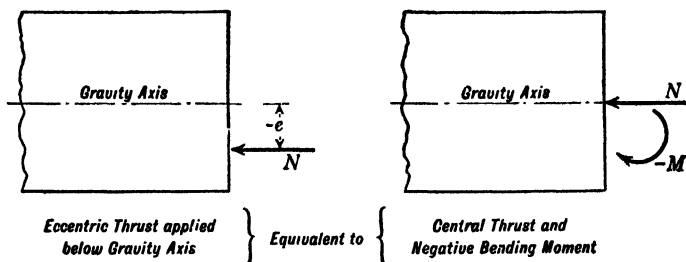 Gravity Axis
-e
N
Gravity Axis
N
-M
Eccentric Thrust applied
below Gravity Axis
Equivalent to
Central Thrust and
Negative Bending Moment